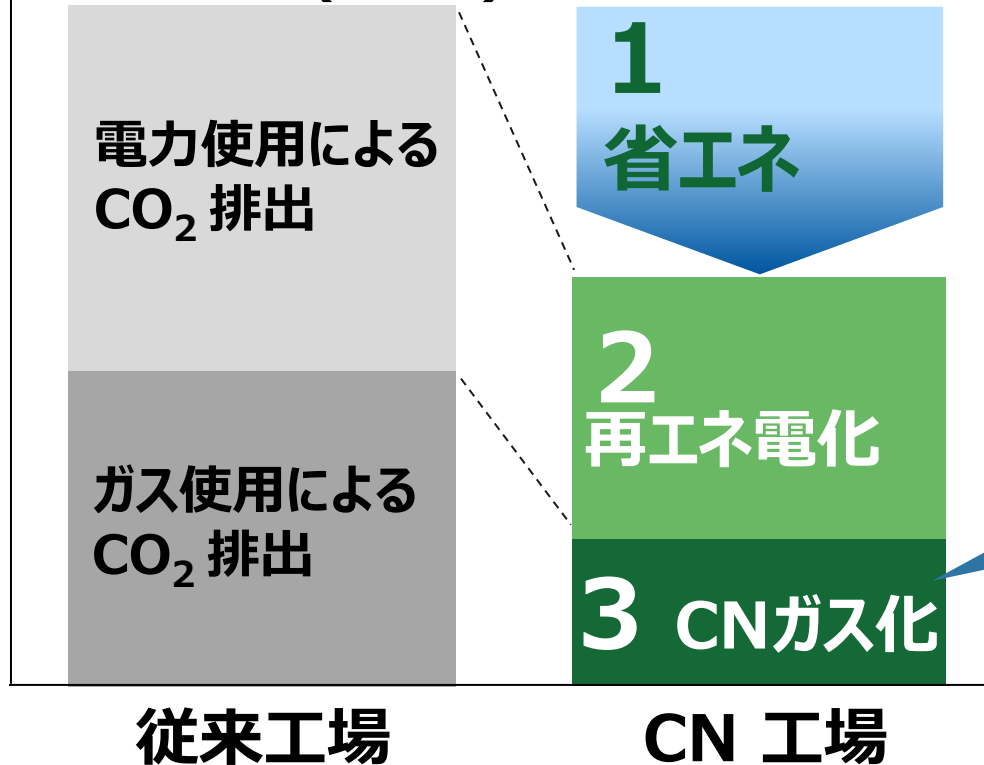 電力使用による
CO₂ 排出
ガス使用による
CO₂ 排出
従来工場
1
省エネ
2
再エネ電化
3 CNガス化
CN 工場